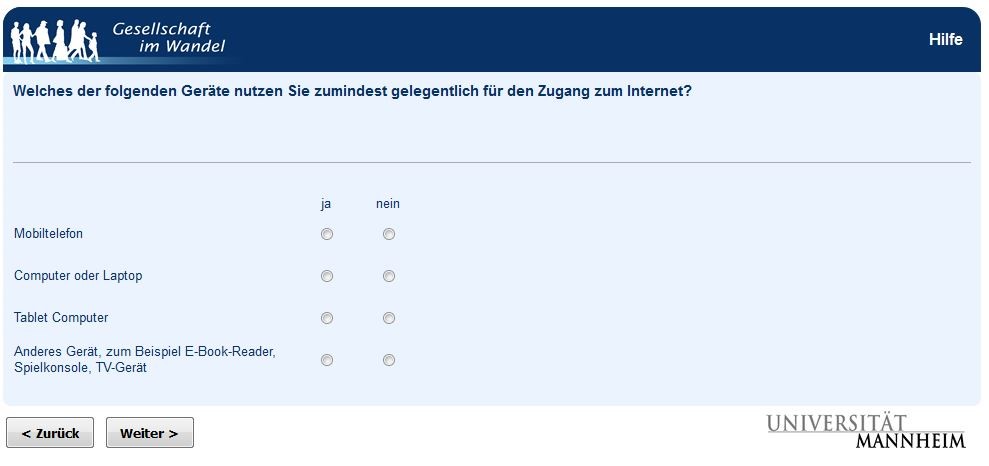 Gesellschaft
im Wandel
Hilfe
Welches der folgenden Geräte nutzen Sie zumindest gelegentlich für den Zugang zum Internet?
ja nein
Mobiltelefon
Computer oder Laptop
Tablet Computer
Anderes Gerät, zum Beispiel E-Book-Reader,
Spielkonsole, TV-Gerät
< Zurück Weiter >
UNIVERSITÄT
MANNHEIM